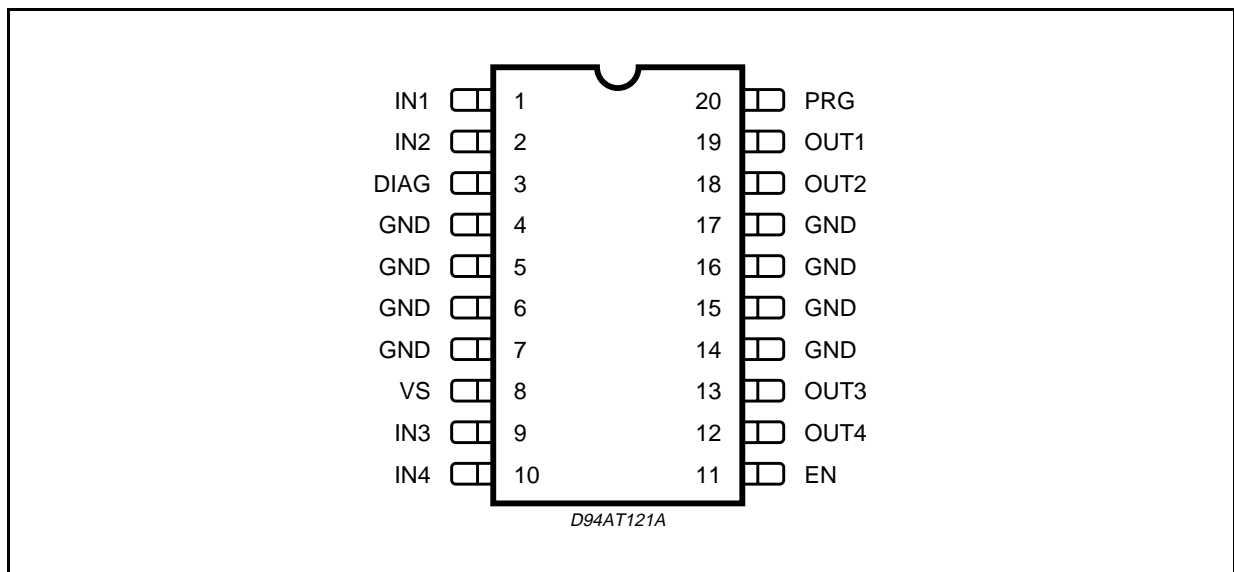 IN1 1 20 PRG
IN2 2 19 OUT1
DIAG 3 18 OUT2
GND 4 17 GND
GND 5 16 GND
GND 6 15 GND
GND 7 14 GND
VS 8 13 OUT3
IN3 9 12 OUT4
IN4 10 11 EN
D94AT121A